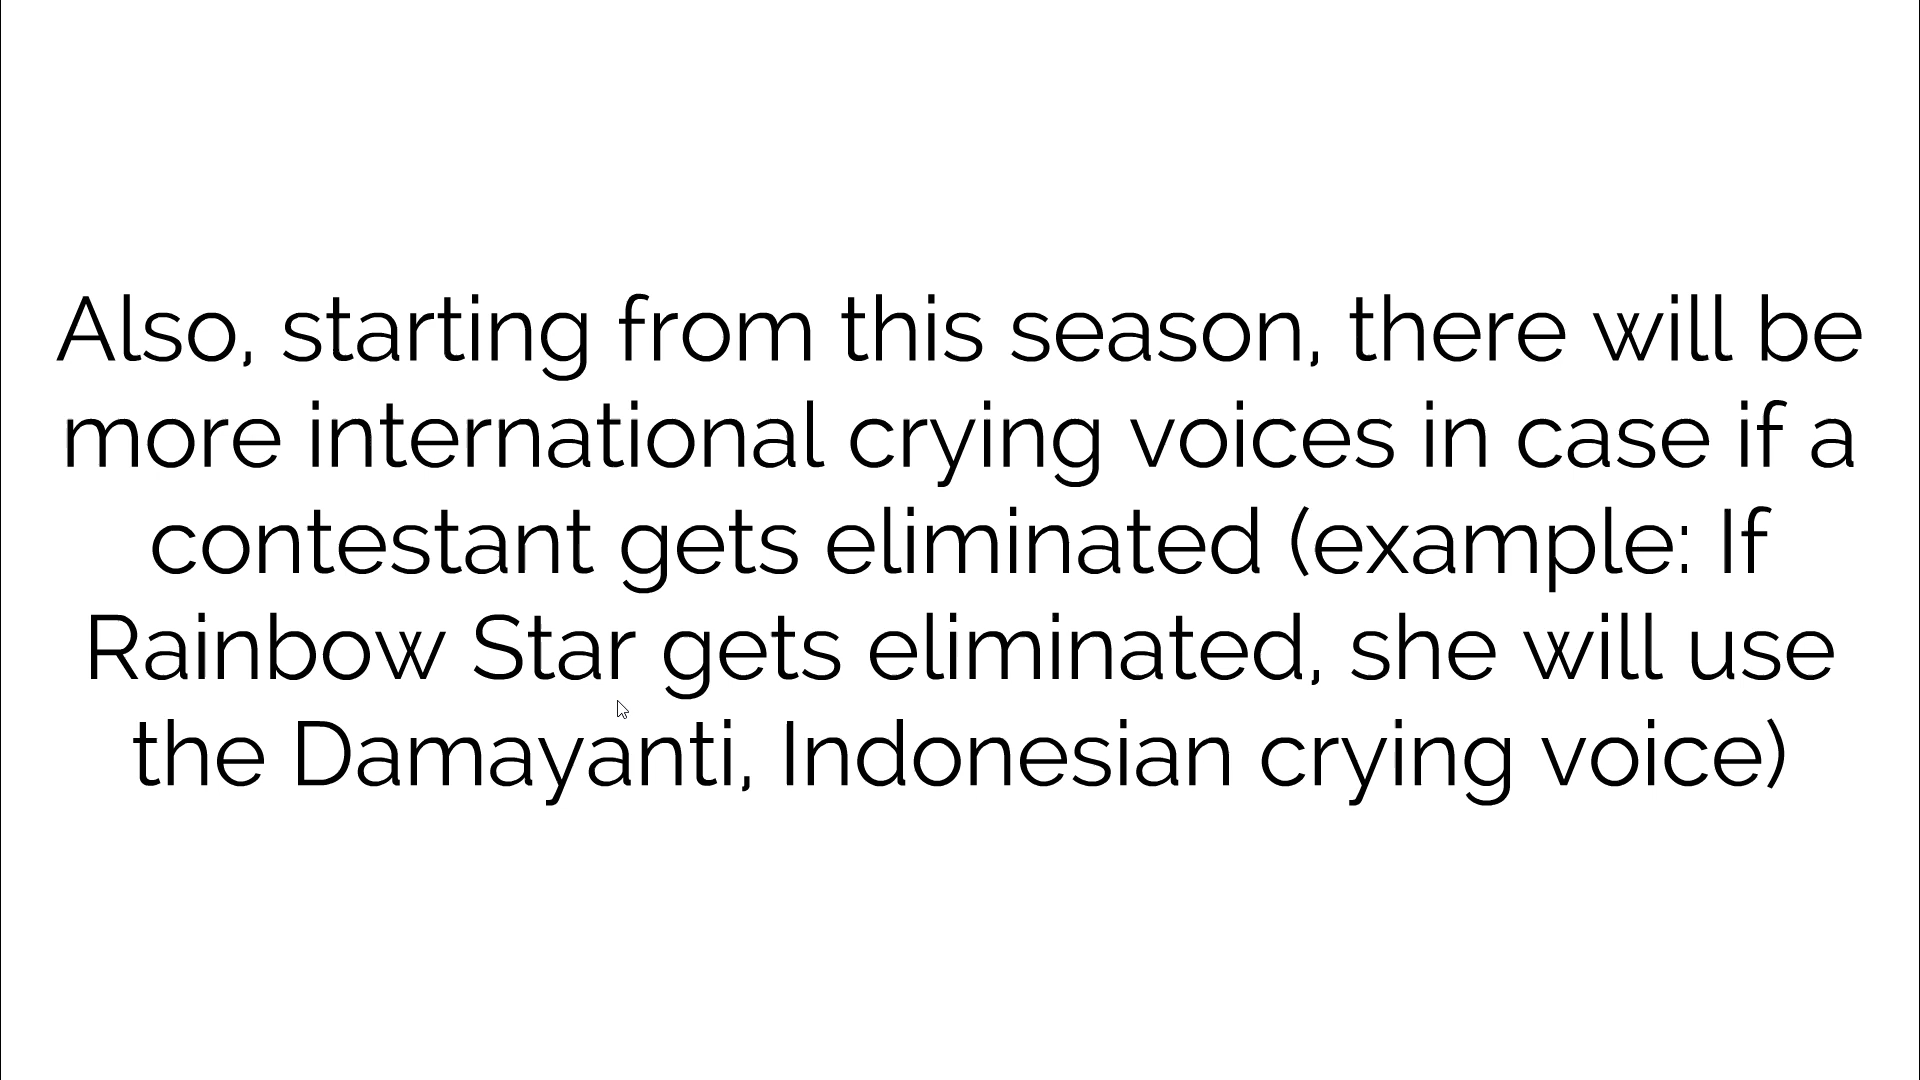 Also, starting from this season, there will be
more international crying voices in case if a
contestant gets eliminated (example: If
Rainbow Star gets eliminated, she will use
the Damayanti, Indonesian crying voice)